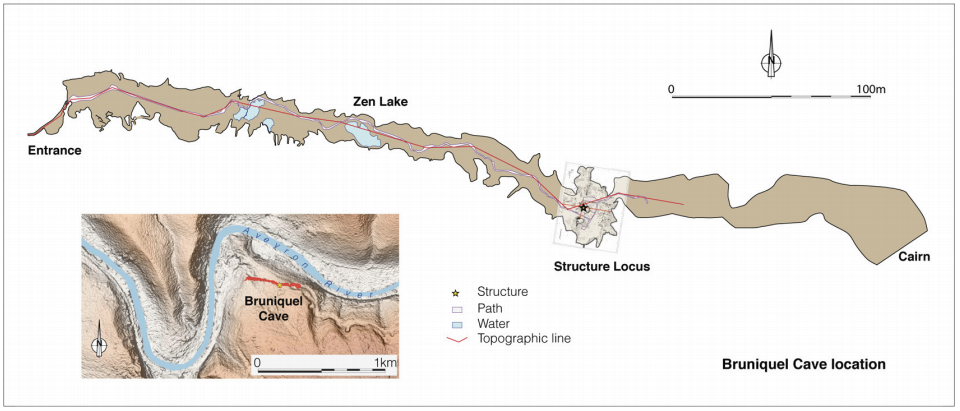 N
0 100m
Zen Lake
Entrance
Structure Locus
Cairn
Aveyron River
Bruniquel
Cave
N
0 1km
Structure
Path
Water
Topographic line
Bruniquel Cave location